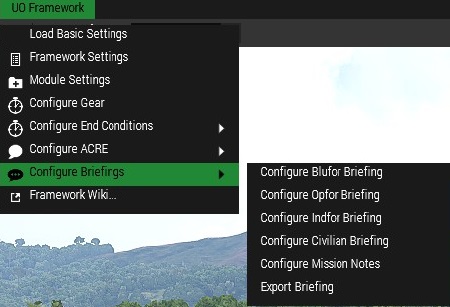 UO Framework
Load Basic Settings
Framework Settings
Module Settings
Configure Gear
Configure End Conditions
Configure ACRE
Configure Briefings
Framework Wiki...
Configure Blufor Briefing
Configure Opfor Briefing
Configure Indfor Briefing
Configure Civilian Briefing
Configure Mission Notes
Export Briefing